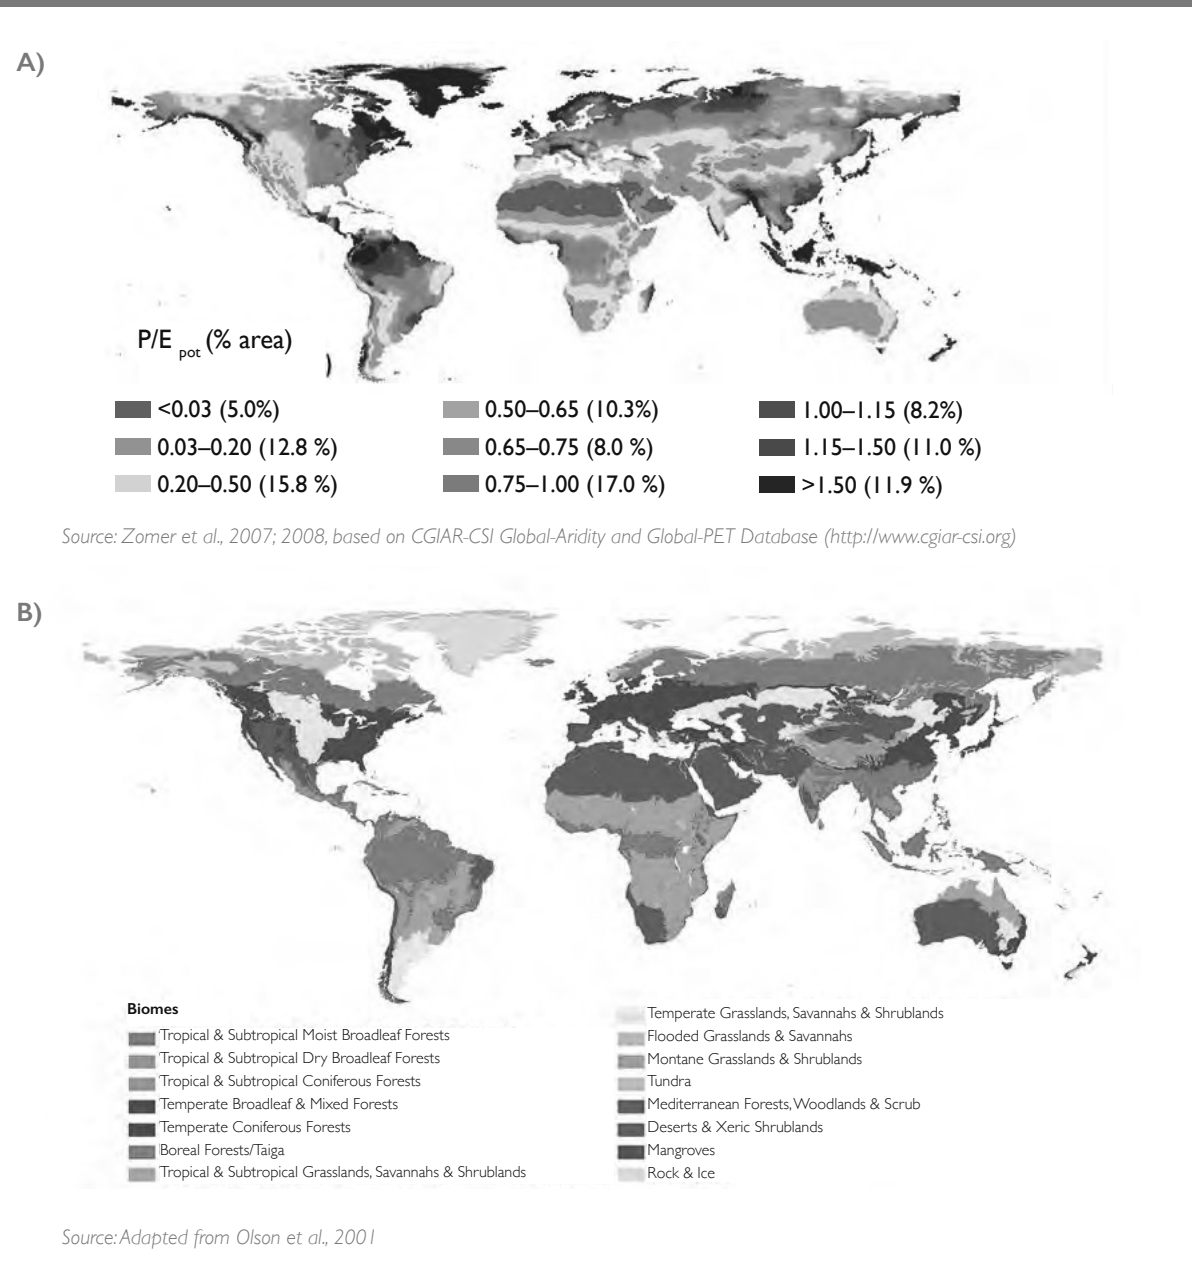 A)
P/E pot (% area)
<0.03 (5.0%)
0.03–0.20 (12.8 %)
0.20–0.50 (15.8 %)
0.50–0.65 (10.3%)
0.65–0.75 (8.0 %)
0.75–1.00 (17.0 %)
1.00–1.15 (8.2%)
1.15–1.50 (11.0 %)
>1.50 (11.9 %)
Source: Zomer et al., 2007; 2008, based on CGIAR-CSI Global-Aridity and Global-PET Database (http://www.cgiar-csi.org)
B)
Biomes
Tropical & Subtropical Moist Broadleaf Forests
Tropical & Subtropical Dry Broadleaf Forests
Tropical & Subtropical Coniferous Forests
Temperate Broadleaf & Mixed Forests
Temperate Coniferous Forests
Boreal Forests/Taiga
Tropical & Subtropical Grasslands, Savannahs & Shrublands
Temperate Grasslands, Savannahs & Shrublands
Flooded Grasslands & Savannahs
Montane Grasslands & Shrublands
Tundra
Mediterranean Forests, Woodlands & Scrub
Deserts & Xeric Shrublands
Mangroves
Rock & Ice
Source: Adapted from Olson et al., 2001